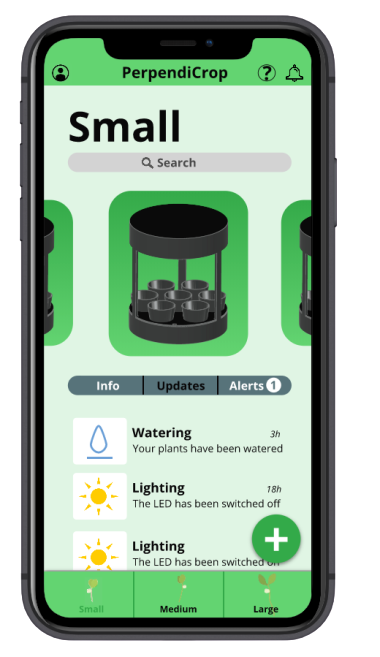 PerpendiCrop
Small
Search
Info Updates Alerts 1
Watering 3h
Your plants have been watered
Lighting 18h
The LED has been switched off
Lighting
The LED has been switched off
Small Medium Large